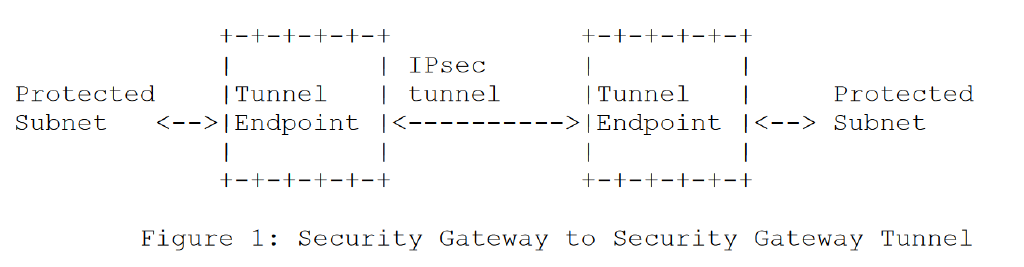 +-+-+-+-+-+            +-+-+-+-+-+
             |          | IPsec      |          |
Protected    |Tunnel    | tunnel     |Tunnel    |     Protected
Subnet   <-->|Endpoint  |<---------->|Endpoint  |<--> Subnet
             |          |            |          |
             +-+-+-+-+-+            +-+-+-+-+-+
Figure 1: Security Gateway to Security Gateway Tunnel